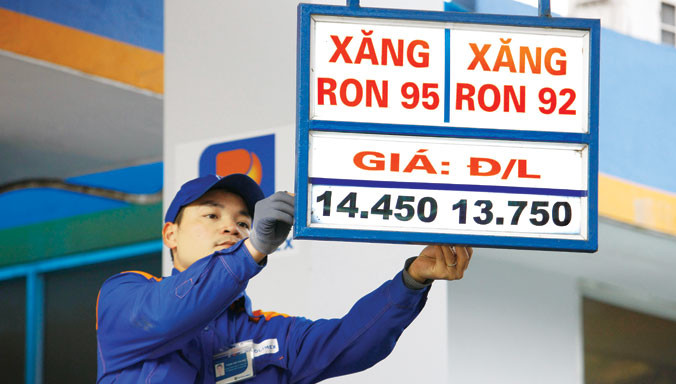 XĂNG XĂNG
RON 95 RON 92
GIÁ: Đ/L
14.450 13.750